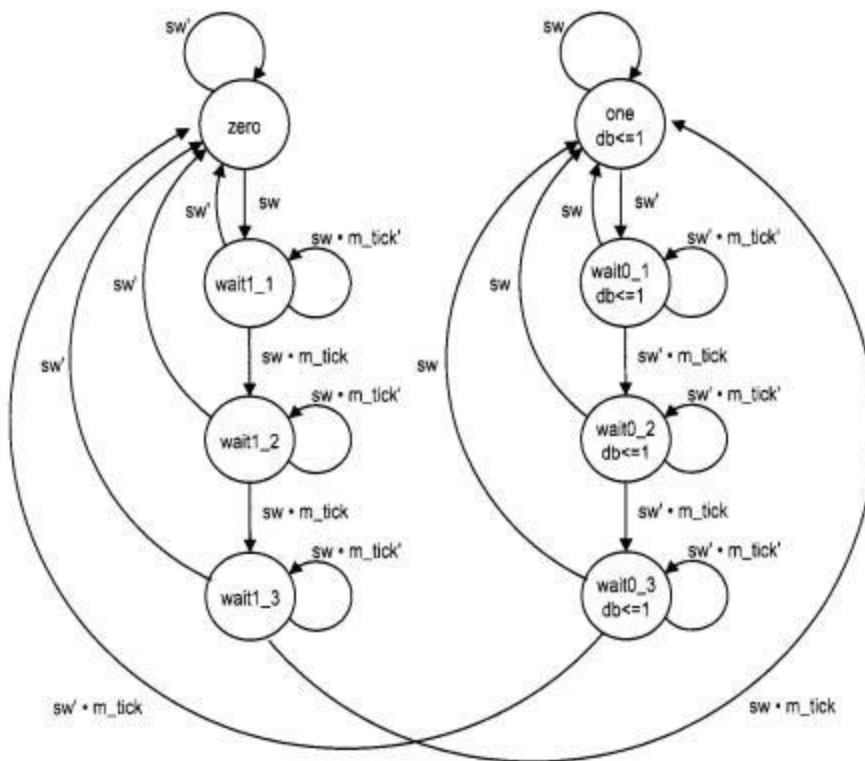 sw'
sw
zero
one
db<=1
sw'
sw
sw
sw'
sw • m_tick'
sw' • m_tick'
wait1_1
wait0_1
db<=1
sw'
sw
sw • m_tick
sw' • m_tick
sw'
sw
sw • m_tick'
sw' • m_tick'
wait1_2
wait0_2
db<=1
sw • m_tick
sw' • m_tick
sw • m_tick'
sw' • m_tick'
wait1_3
wait0_3
db<=1
sw' • m_tick
sw • m_tick